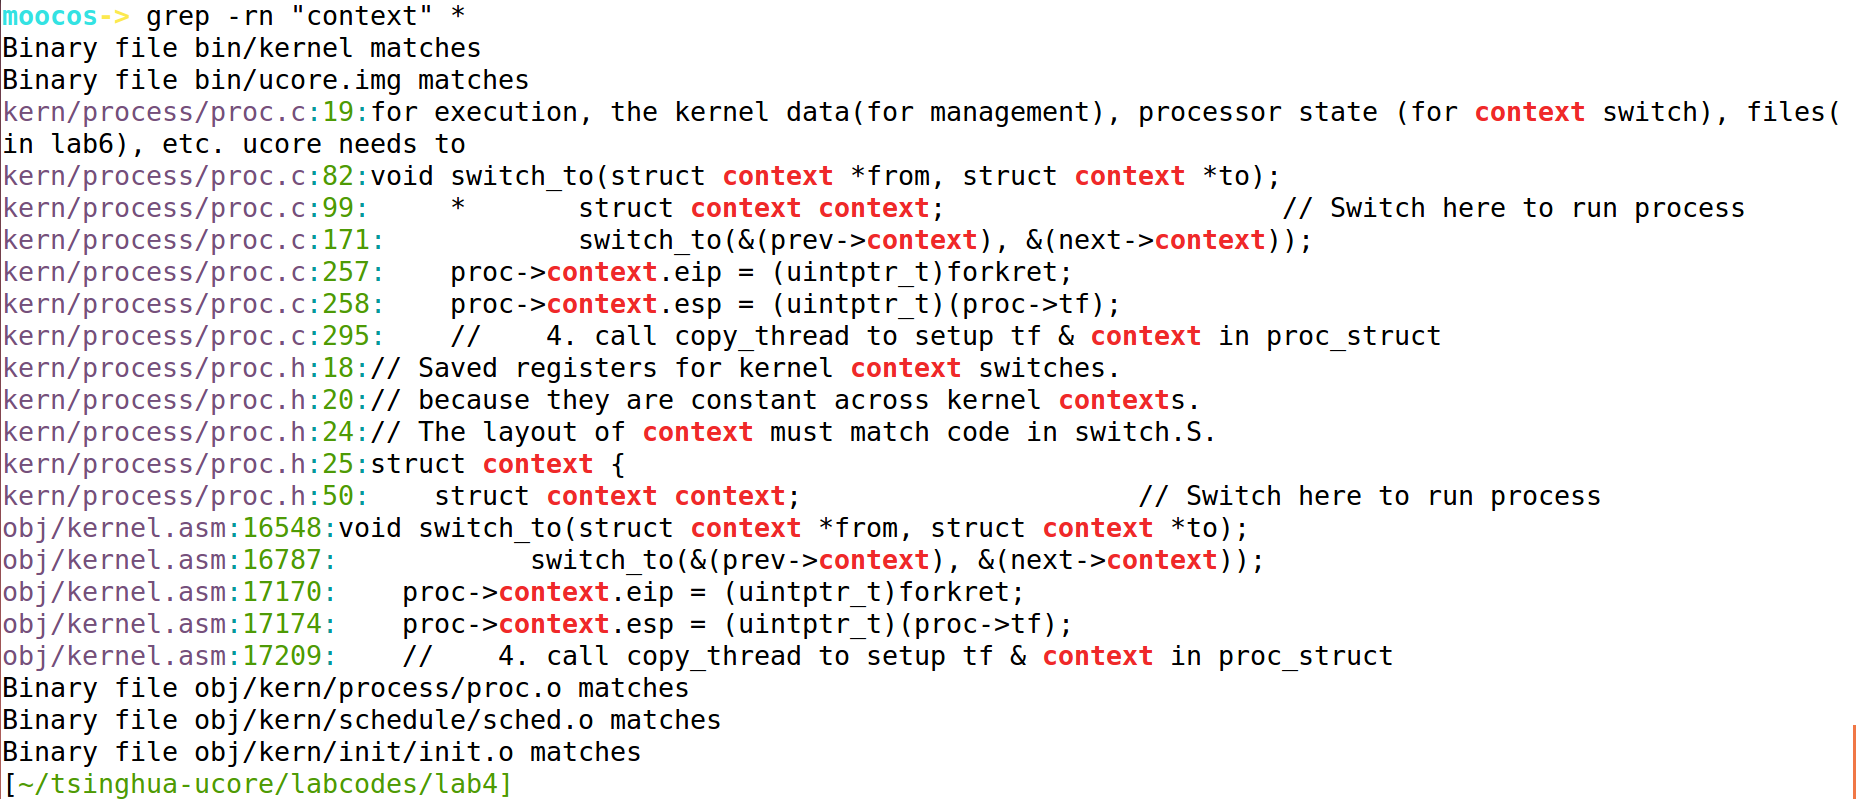 moocos-> grep -rn "context" *
Binary file bin/kernel matches
Binary file bin/ucore.img matches
kern/process/proc.c:19:for execution, the kernel data(for management), processor state (for context switch), files(
in lab6), etc. ucore needs to
kern/process/proc.c:82:void switch_to(struct context *from, struct context *to);
kern/process/proc.c:99:     *       struct context context;                     // Switch here to run process
kern/process/proc.c:171:            switch_to(&(prev->context), &(next->context));
kern/process/proc.c:257:    proc->context.eip = (uintptr_t)forkret;
kern/process/proc.c:258:    proc->context.esp = (uintptr_t)(proc->tf);
kern/process/proc.c:295:    //    4. call copy_thread to setup tf & context in proc_struct
kern/process/proc.h:18:// Saved registers for kernel context switches.
kern/process/proc.h:20:// because they are constant across kernel contexts.
kern/process/proc.h:24:// The layout of context must match code in switch.S.
kern/process/proc.h:25:struct context {
kern/process/proc.h:50:    struct context context;                     // Switch here to run process
obj/kernel.asm:16548:void switch_to(struct context *from, struct context *to);
obj/kernel.asm:16787:            switch_to(&(prev->context), &(next->context));
obj/kernel.asm:17170:    proc->context.eip = (uintptr_t)forkret;
obj/kernel.asm:17174:    proc->context.esp = (uintptr_t)(proc->tf);
obj/kernel.asm:17209:    //    4. call copy_thread to setup tf & context in proc_struct
Binary file obj/kern/process/proc.o matches
Binary file obj/kern/schedule/sched.o matches
Binary file obj/kern/init/init.o matches
[~/tsinghua-ucore/labcodes/lab4]